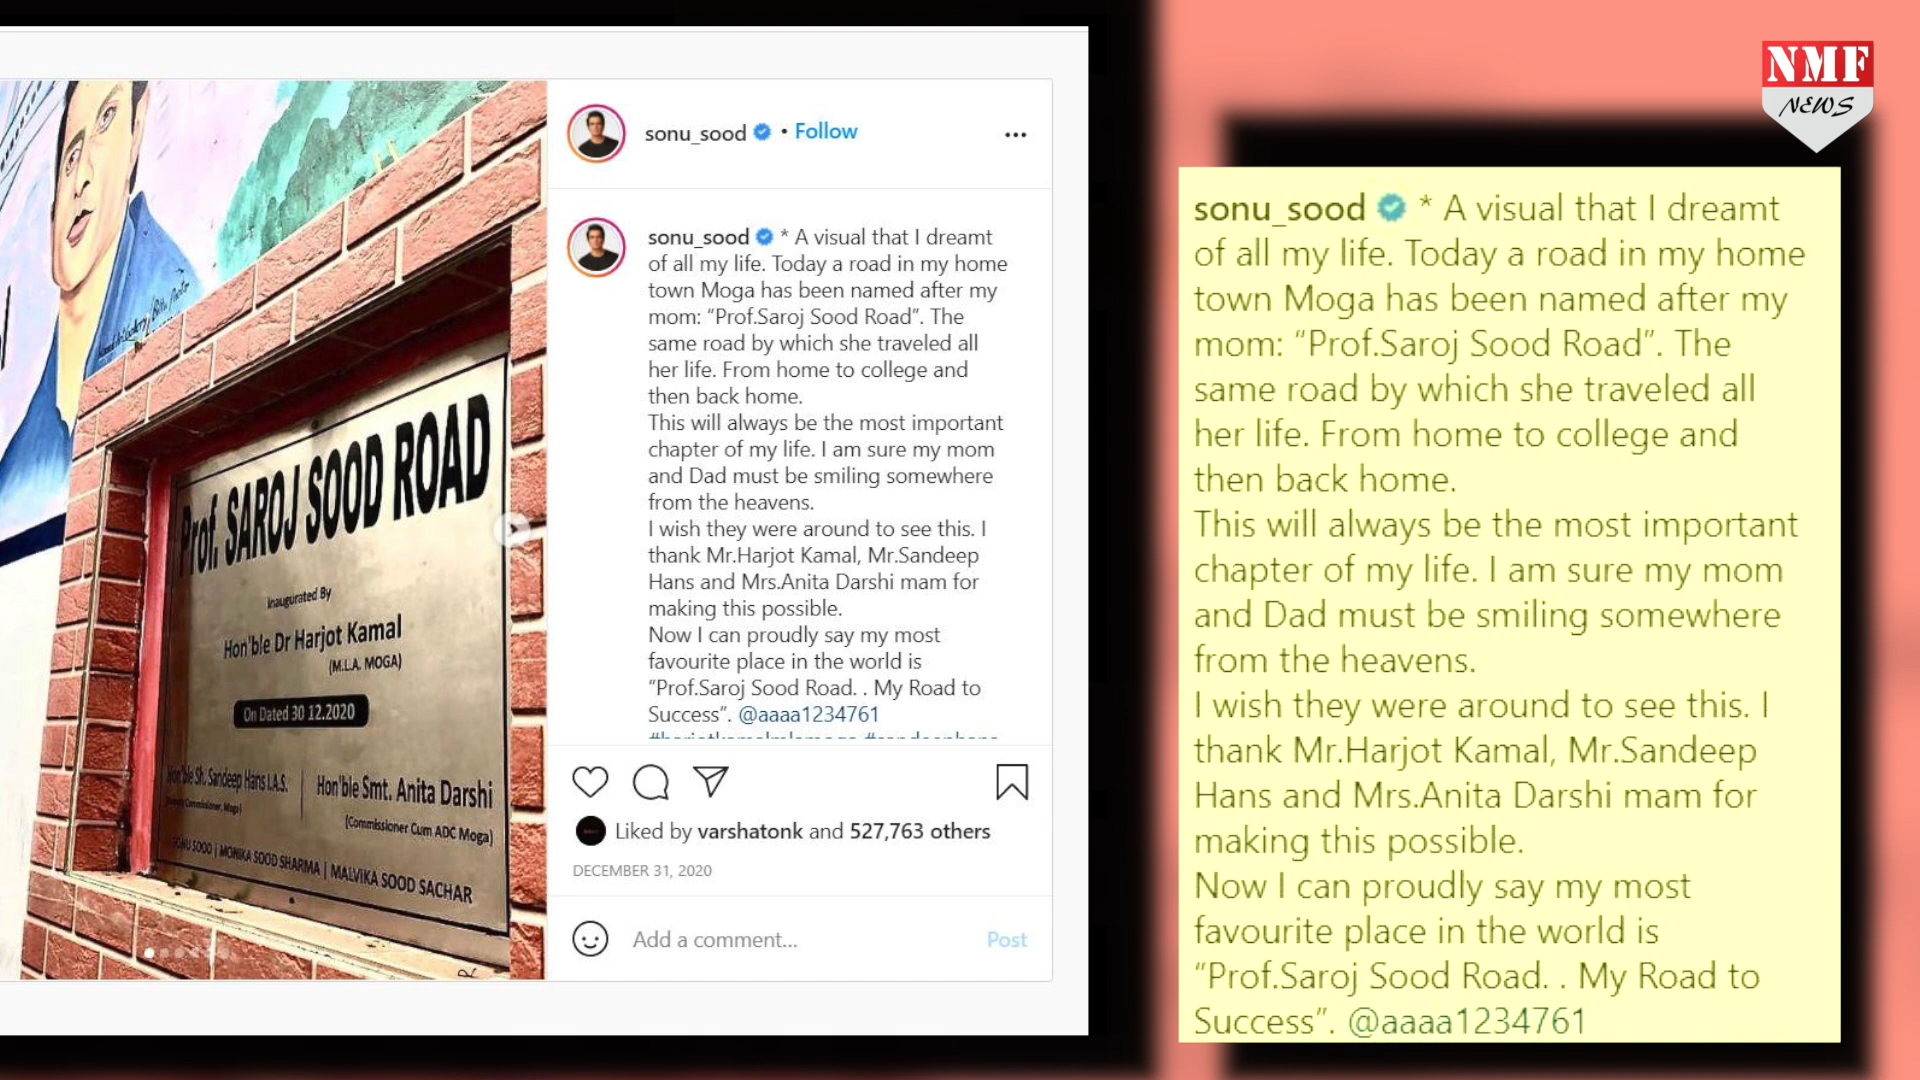 NMF
NEWS
Prof. SAROJ SOOD ROAD
Inaugurated By
Hon'ble Dr Harjot Kamal
(M.L.A. MOGA)
On Dated 30 12.2020
Hon'ble Sh. Sandeep Hans I.A.S.
(Deputy Commissioner, Moga)
Hon'ble Smt. Anita Darshi
(Commissioner Cum ADC Moga)
SONU SOOD | MONIKA SOOD SHARMA | MALVIKA SOOD SACHAR
sonu_sood • Follow
sonu_sood * A visual that I dreamt
of all my life. Today a road in my home
town Moga has been named after my
mom: “Prof.Saroj Sood Road”. The
same road by which she traveled all
her life. From home to college and
then back home.
This will always be the most important
chapter of my life. I am sure my mom
and Dad must be smiling somewhere
from the heavens.
I wish they were around to see this. I
thank Mr.Harjot Kamal, Mr.Sandeep
Hans and Mrs.Anita Darshi mam for
making this possible.
Now I can proudly say my most
favourite place in the world is
“Prof.Saroj Sood Road. . My Road to
Success”. @aaaa1234761
Liked by varshatonk and 527,763 others
DECEMBER 31, 2020
Add a comment...
Post
sonu_sood * A visual that I dreamt
of all my life. Today a road in my home
town Moga has been named after my
mom: “Prof.Saroj Sood Road”. The
same road by which she traveled all
her life. From home to college and
then back home.
This will always be the most important
chapter of my life. I am sure my mom
and Dad must be smiling somewhere
from the heavens.
I wish they were around to see this. I
thank Mr.Harjot Kamal, Mr.Sandeep
Hans and Mrs.Anita Darshi mam for
making this possible.
Now I can proudly say my most
favourite place in the world is
“Prof.Saroj Sood Road. . My Road to
Success”. @aaaa1234761